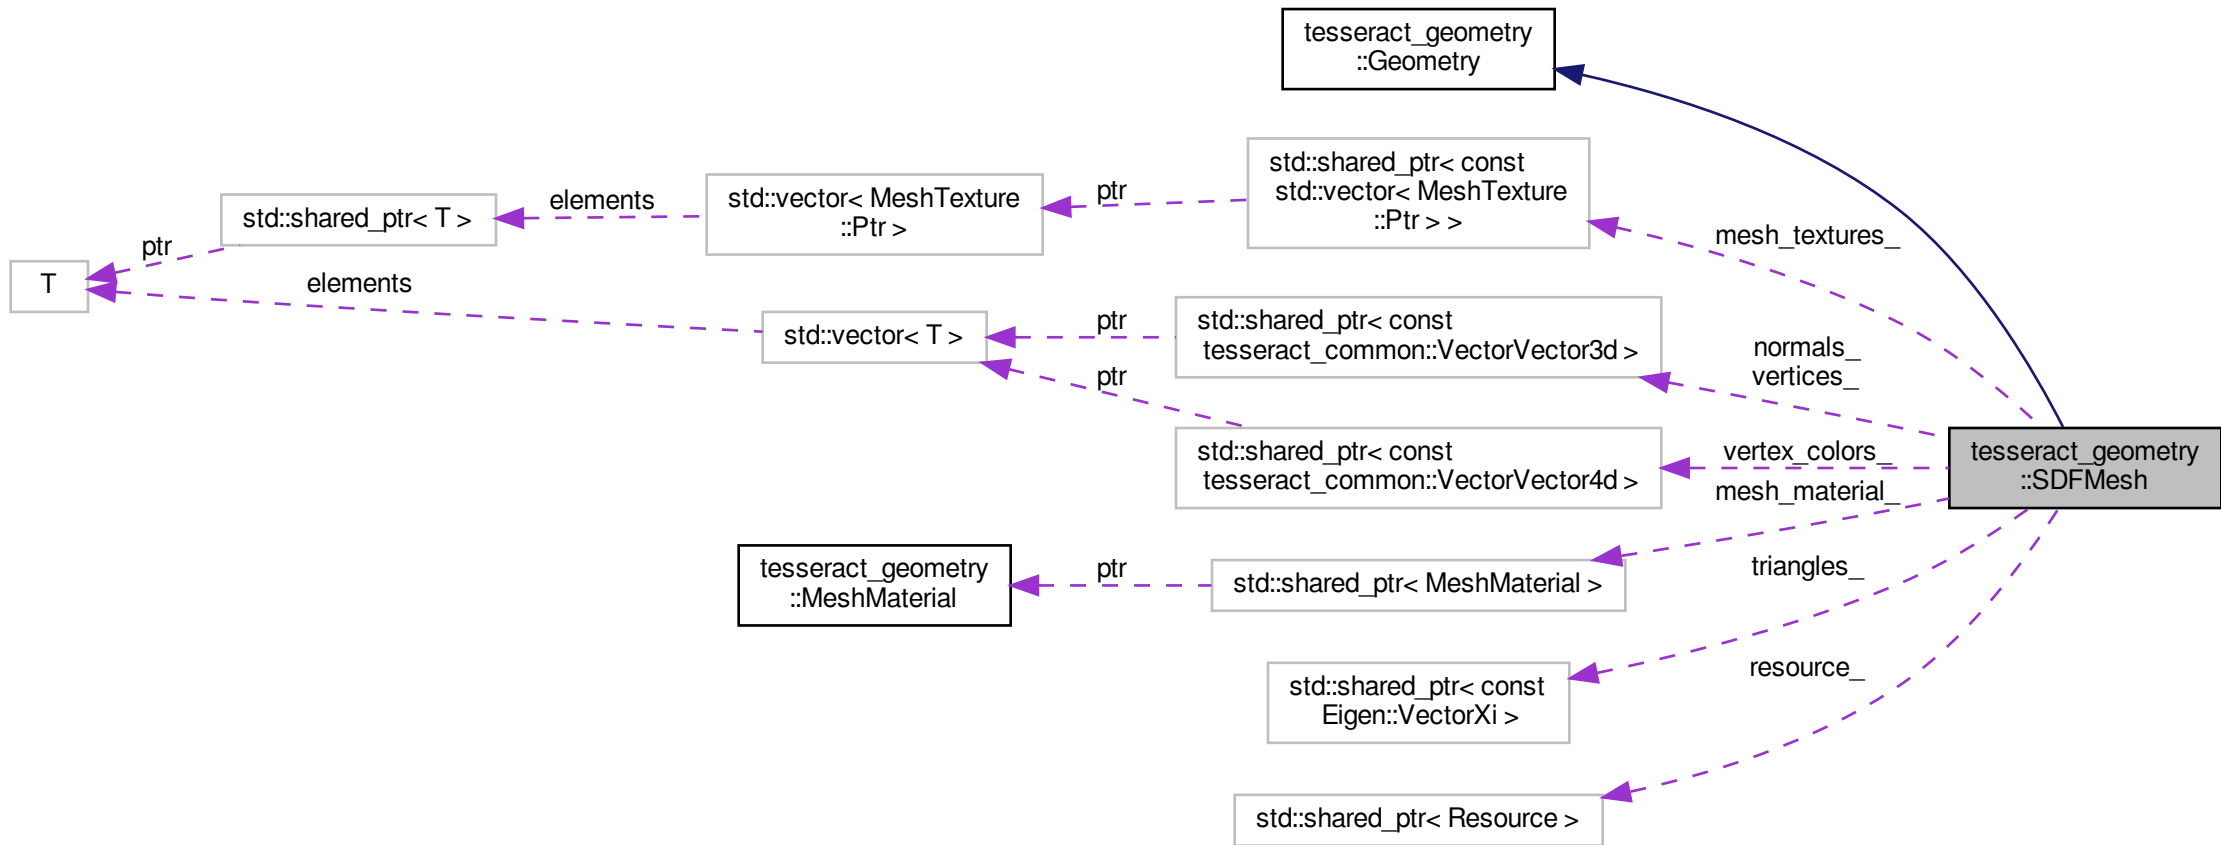 tesseract_geometry
::Geometry
std::shared_ptr< const
std::vector< MeshTexture
::Ptr > >
std::vector< MeshTexture
::Ptr >
std::shared_ptr< T >
T
ptr
elements
ptr
mesh_textures_
elements
std::vector< T >
ptr
std::shared_ptr< const
tesseract_common::VectorVector3d >
normals_
vertices_
ptr
std::shared_ptr< const
tesseract_common::VectorVector4d >
vertex_colors_
tesseract_geometry
::SDFMesh
mesh_material_
tesseract_geometry
::MeshMaterial
ptr
std::shared_ptr< MeshMaterial >
triangles_
std::shared_ptr< const
Eigen::VectorXi >
resource_
std::shared_ptr< Resource >